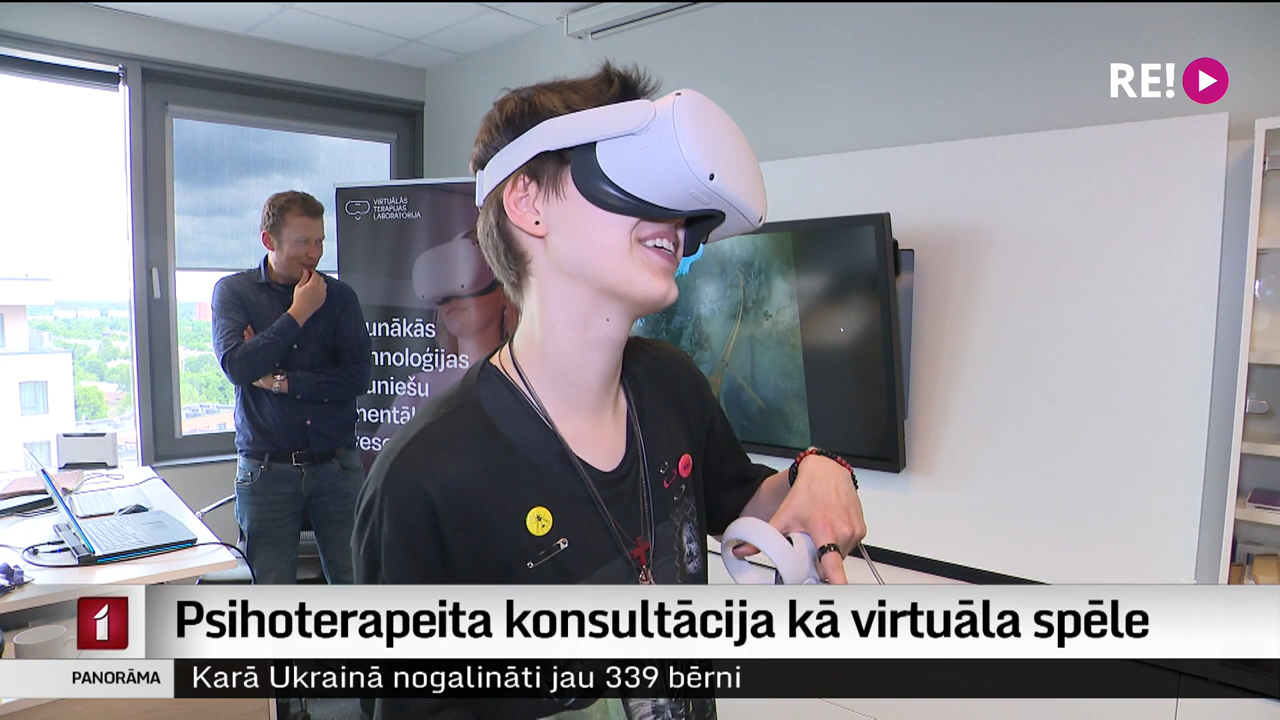 RE!
VIRTUĀLĀS
TERAPIJAS
LABORATORIJA
Psihoterapeita konsultācija kā virtuāla spēle
1
PANORĀMA
Karā Ukrainā nogalināti jau 339 bērni